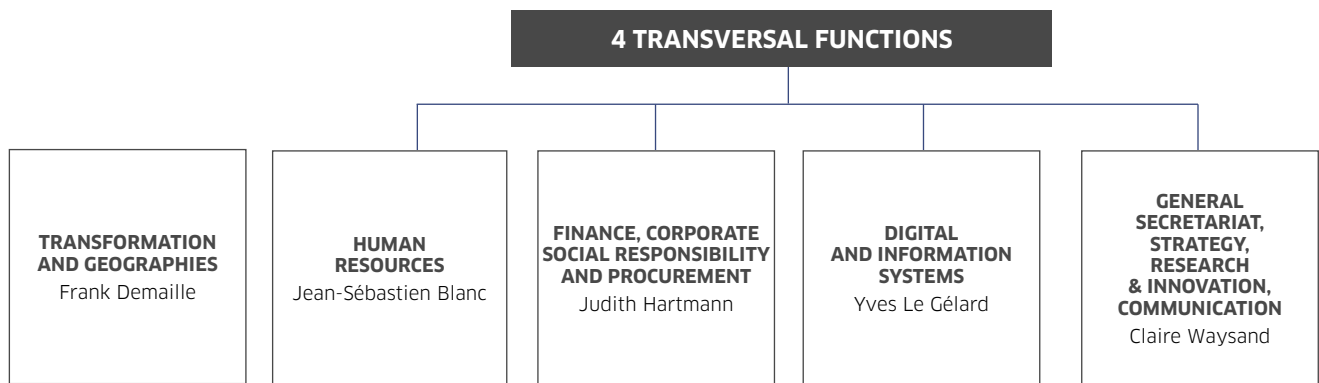 4 TRANSVERSAL FUNCTIONS
TRANSFORMATION
AND GEOGRAPHIES
Frank Demaille
HUMAN
RESOURCES
Jean-Sébastien Blanc
FINANCE, CORPORATE
SOCIAL RESPONSIBILITY
AND PROCUREMENT
Judith Hartmann
DIGITAL
AND INFORMATION
SYSTEMS
Yves Le Gélard
GENERAL
SECRETARIAT,
STRATEGY,
RESEARCH
& INNOVATION,
COMMUNICATION
Claire Waysand